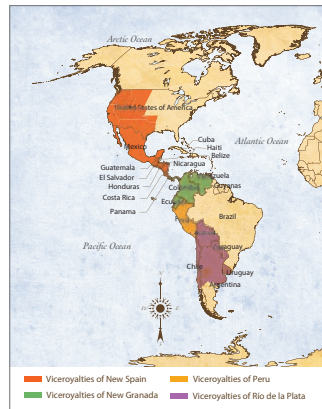 Arctic Ocean
United States of America
Atlantic Ocean
Mexico
Cuba
Haiti
Belize
Nicaragua
Guatemala
El Salvador
Honduras
Costa Rica
Panama
Guyanas
Brazil
Pacific Ocean
Chile
Uruguay
Argentina
Viceroyalties of New Spain
Viceroyalties of Peru
Viceroyalties of New Granada
Viceroyalties of Río de la Plata